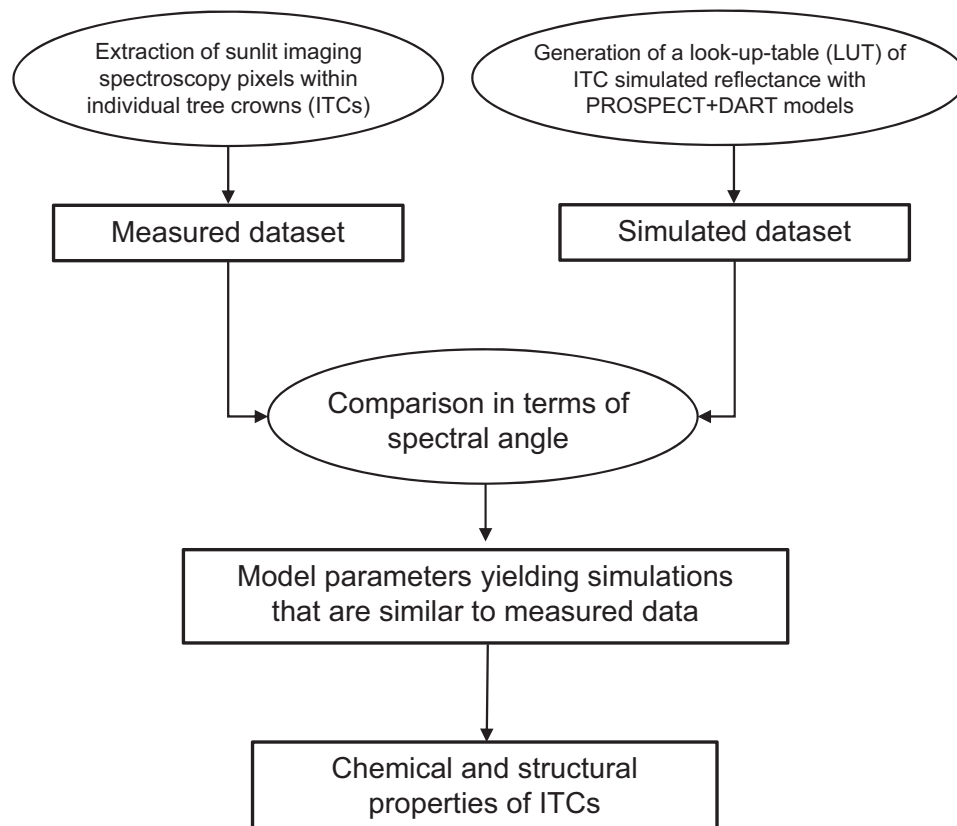 Extraction of sunlit imaging
spectroscopy pixels within
individual tree crowns (ITCs)
Generation of a look-up-table (LUT) of
ITC simulated reflectance with
PROSPECT+DART models
Measured dataset
Simulated dataset
Comparison in terms of
spectral angle
Model parameters yielding simulations
that are similar to measured data
Chemical and structural
properties of ITCs